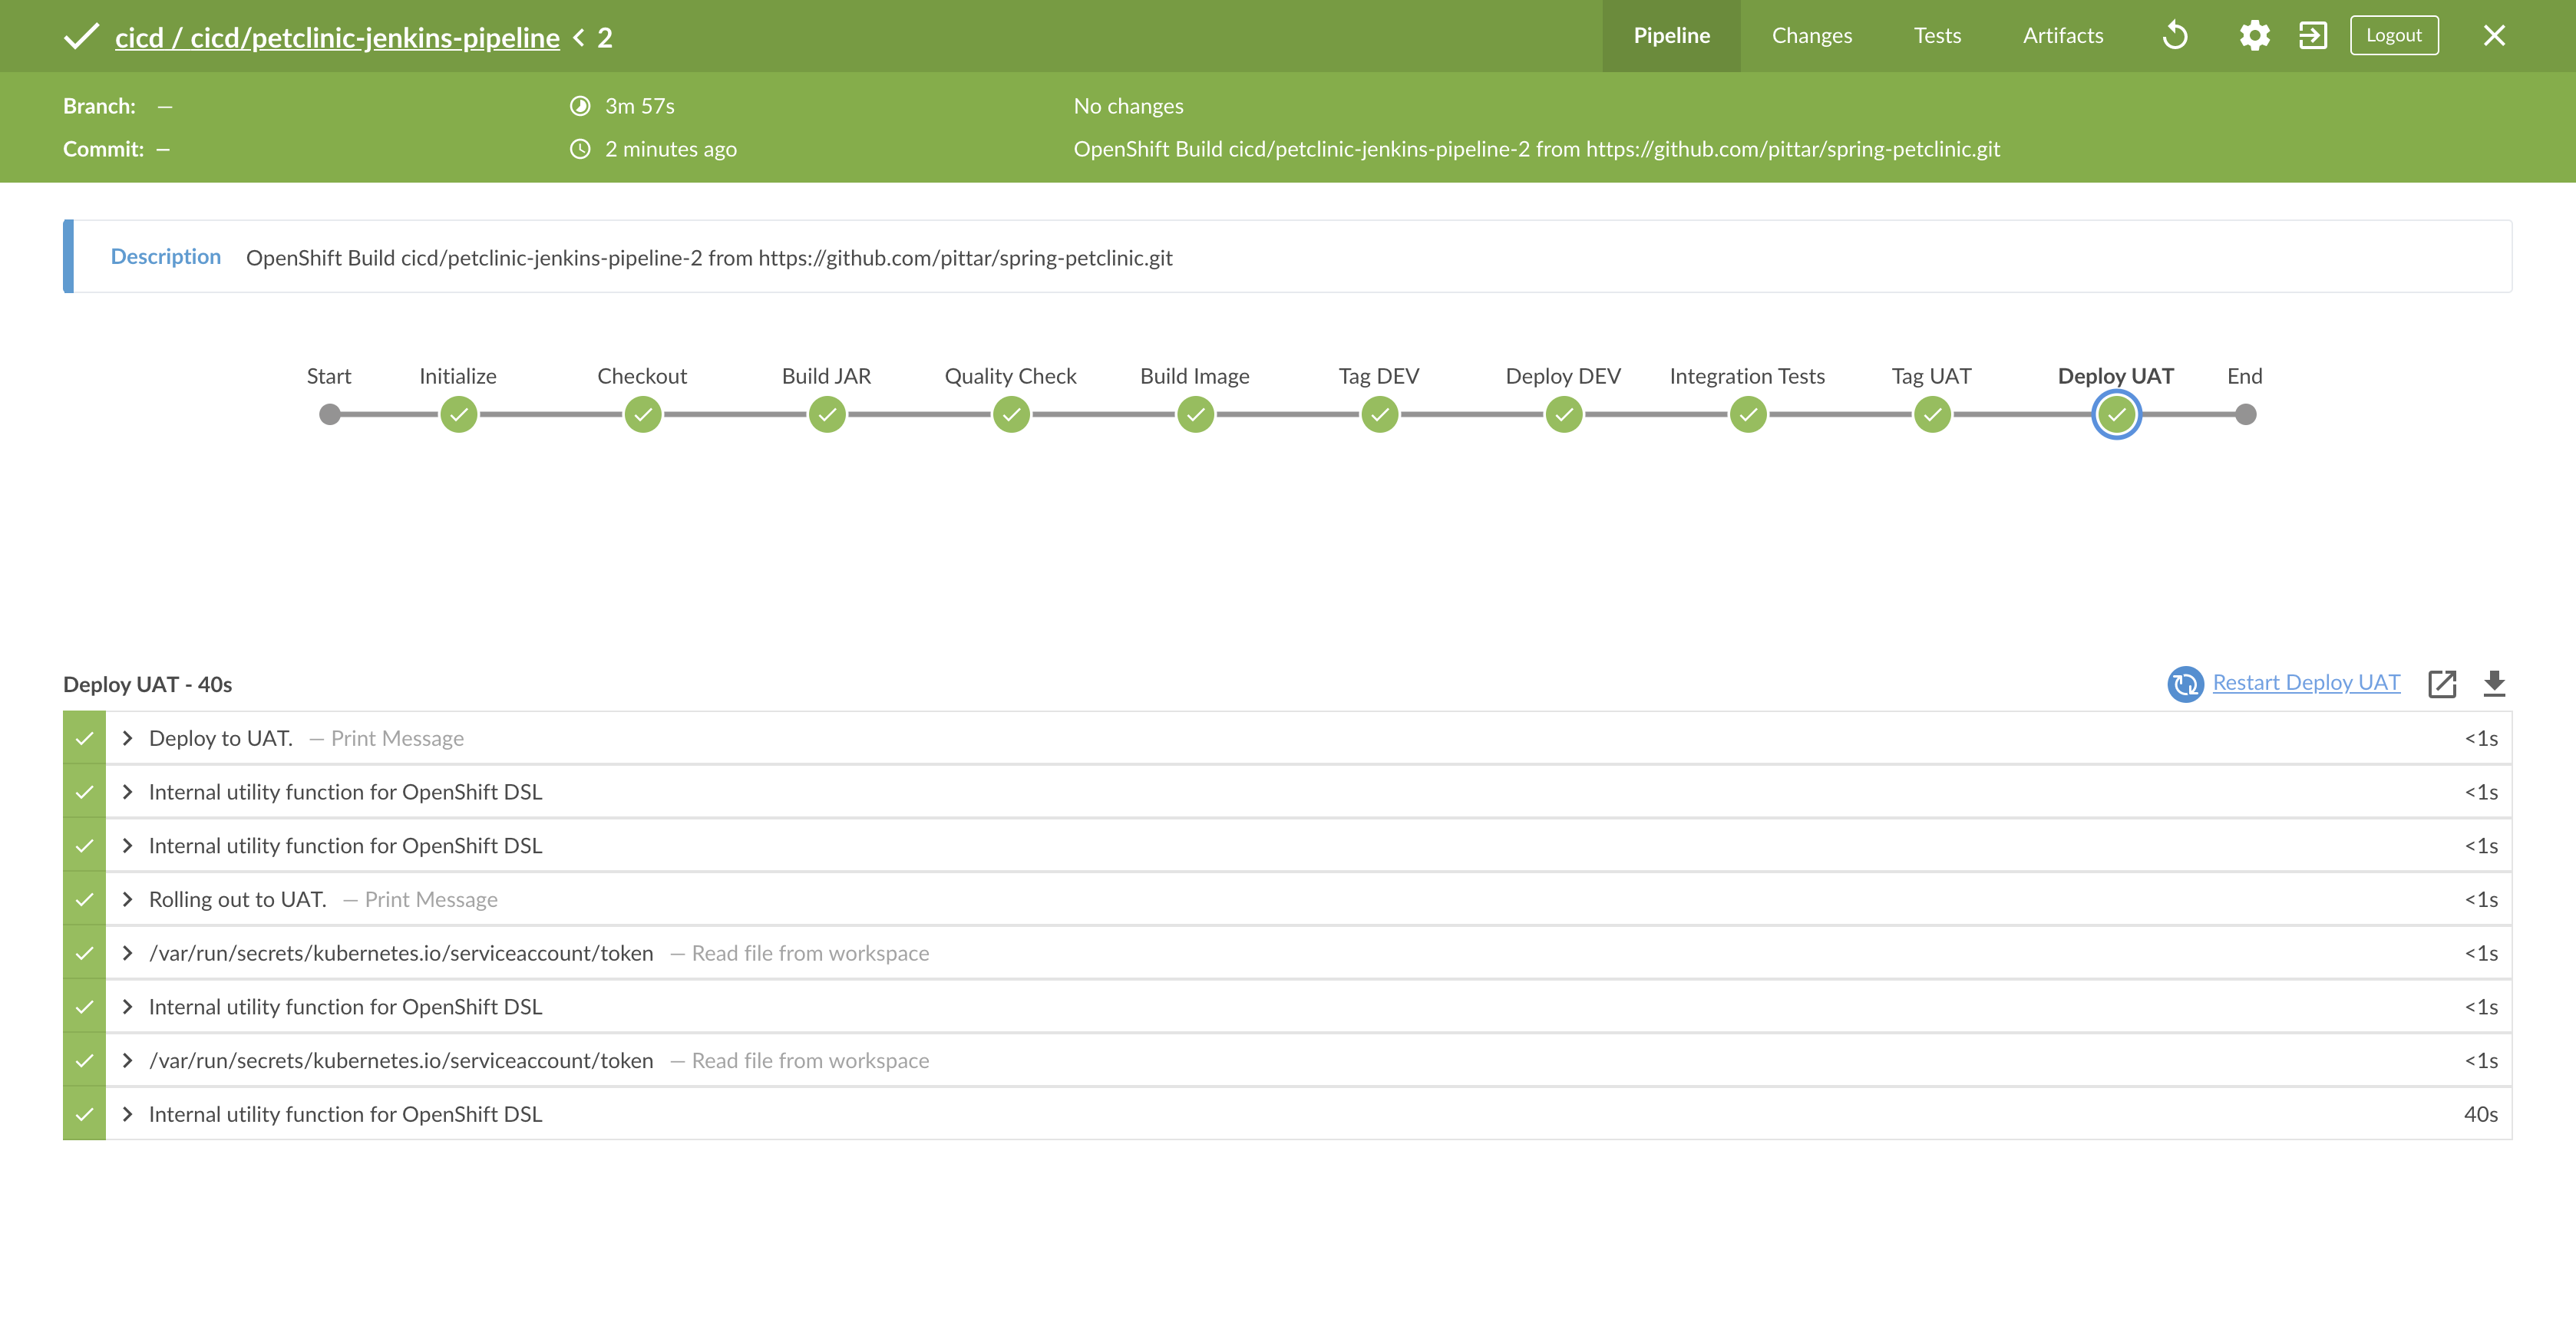 cicd / cicd/petclinic-jenkins-pipeline < 2
Pipeline Changes Tests Artifacts Logout
Branch: — 3m 57s No changes
Commit: — 2 minutes ago OpenShift Build cicd/petclinic-jenkins-pipeline-2 from https://github.com/pittar/spring-petclinic.git
Description OpenShift Build cicd/petclinic-jenkins-pipeline-2 from https://github.com/pittar/spring-petclinic.git
Start Initialize Checkout Build JAR Quality Check Build Image Tag DEV Deploy DEV Integration Tests Tag UAT Deploy UAT End
Deploy UAT - 40s Restart Deploy UAT
Deploy to UAT. — Print Message <1s
Internal utility function for OpenShift DSL <1s
Internal utility function for OpenShift DSL <1s
Rolling out to UAT. — Print Message <1s
/var/run/secrets/kubernetes.io/serviceaccount/token — Read file from workspace <1s
Internal utility function for OpenShift DSL <1s
/var/run/secrets/kubernetes.io/serviceaccount/token — Read file from workspace <1s
Internal utility function for OpenShift DSL 40s